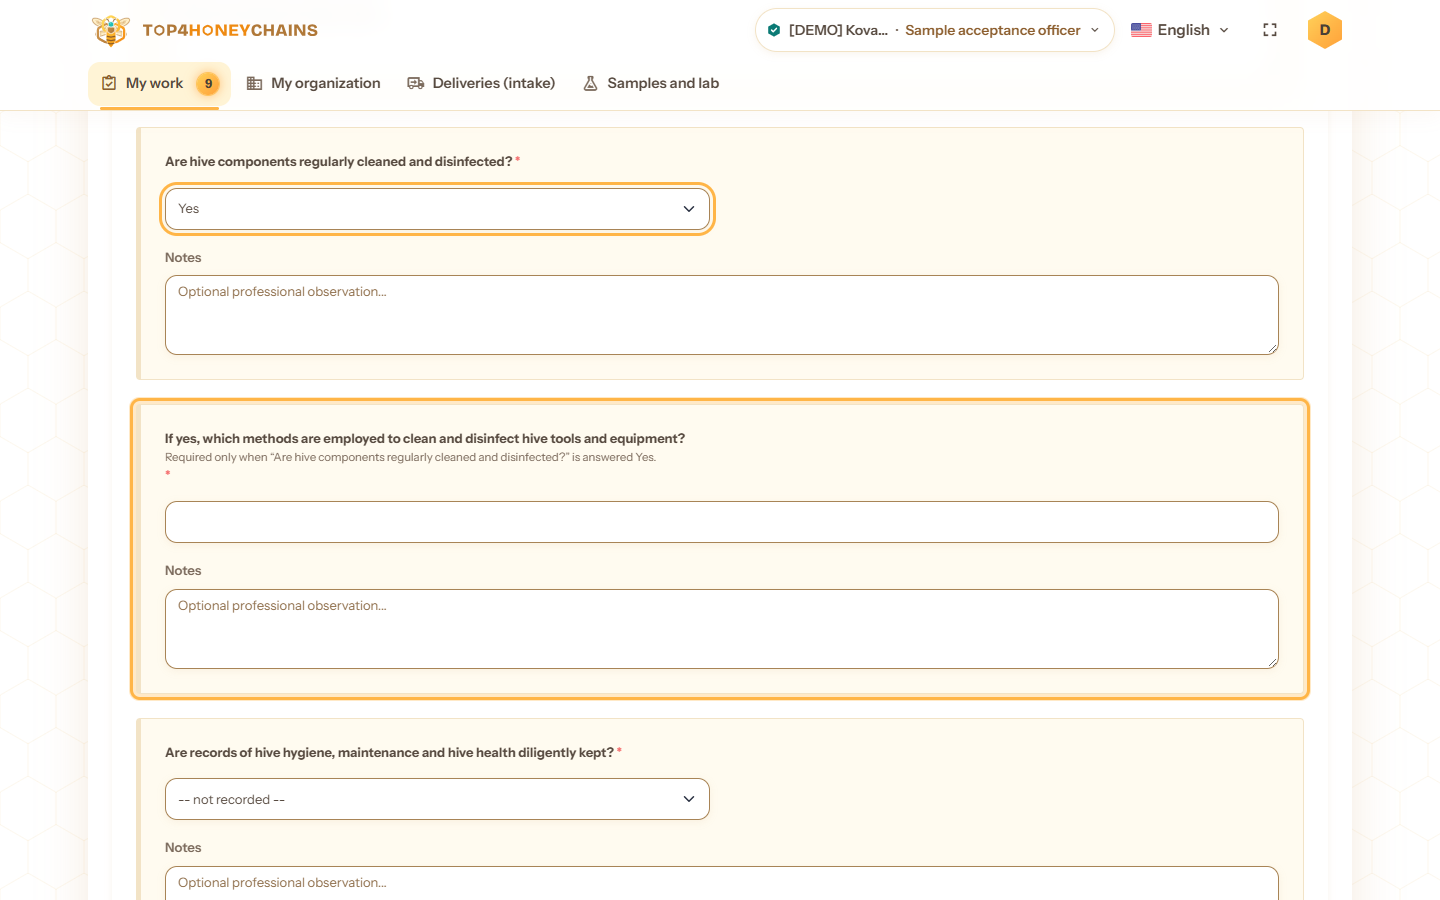 TOP4HONEYCHAINS
[DEMO] Kova... · Sample acceptance officer
English
D
My work 9
My organization
Deliveries (intake)
Samples and lab
Are hive components regularly cleaned and disinfected? *
Yes
Notes
Optional professional observation...
If yes, which methods are employed to clean and disinfect hive tools and equipment?
Required only when “Are hive components regularly cleaned and disinfected?” is answered Yes.
*
Notes
Optional professional observation...
Are records of hive hygiene, maintenance and hive health diligently kept? *
-- not recorded --
Notes
Optional professional observation...